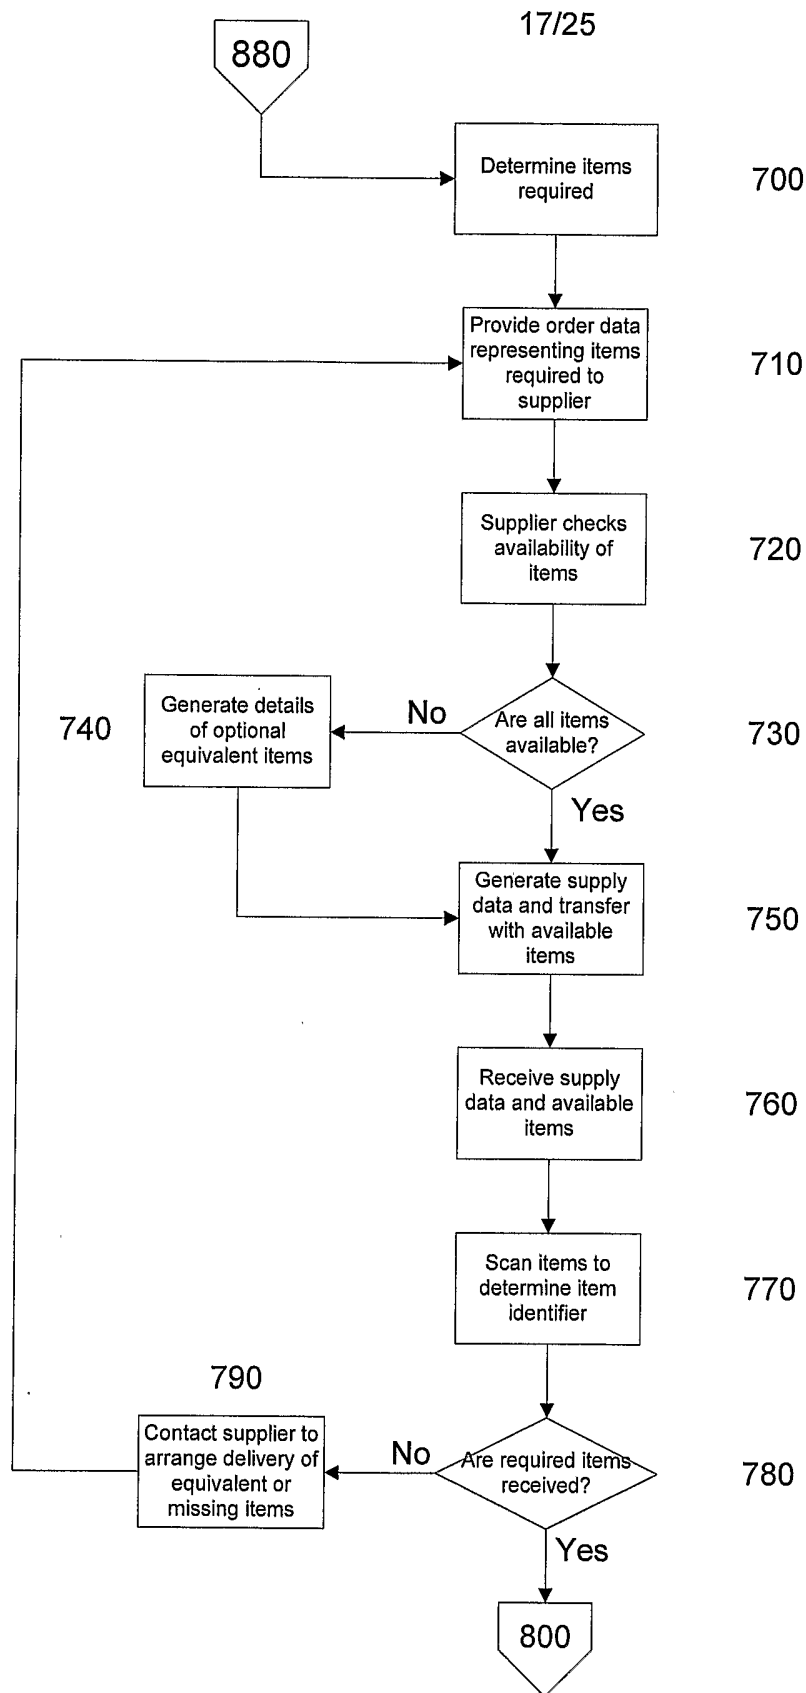 17/25
880
Determine items
required
700
Provide order data
representing items
required to
supplier
710
Supplier checks
availability of
items
720
Are all items
available?
730
No
Generate details
of optional
equivalent items
740
Yes
Generate supply
data and transfer
with available
items
750
Receive supply
data and available
items
760
Scan items to
determine item
identifier
770
Are required items
received?
780
No
790
Contact supplier to
arrange delivery of
equivalent or
missing items
Yes
800